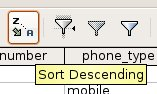 Z
A
number phone_type
Sort Descending
mobile